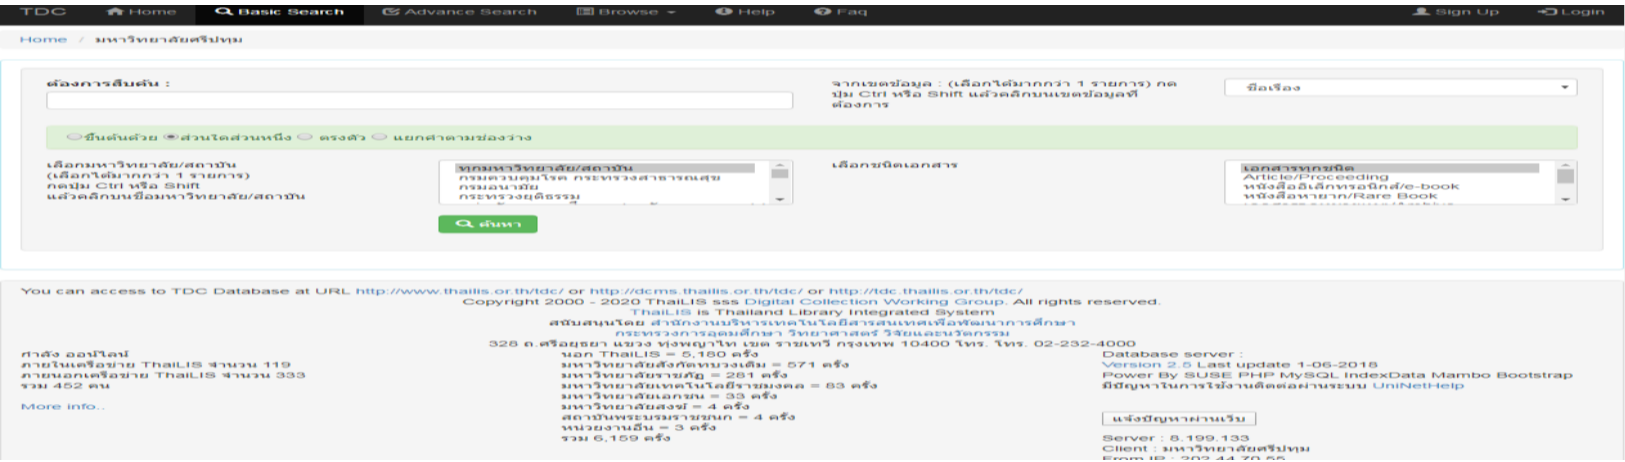 TDC Home Basic Search Advance Search Browse Help Faq Sign Up Login
Home / มหาวิทยาลัยศรีปทุม
ต้องการสืบค้น :
จากเขตข้อมูล : (เลือกได้มากกว่า 1 รายการ) กด
ปุ่ม Ctrl หรือ Shift แล้วคลิกบนเขตข้อมูลที่
ต้องการ
ชื่อเรื่อง
ขึ้นต้นด้วย ส่วนใดส่วนหนึ่ง ตรงตัว แยกคำตามช่องว่าง
เลือกมหาวิทยาลัย/สถาบัน
(เลือกได้มากกว่า 1 รายการ)
กดปุ่ม Ctrl หรือ Shift
แล้วคลิกบนชื่อมหาวิทยาลัย/สถาบัน
ทุกมหาวิทยาลัย/สถาบัน
กรมควบคุมโรค กระทรวงสาธารณสุข
กรมอนามัย
กระทรวงยุติธรรม
เลือกชนิดเอกสาร
เอกสารทุกชนิด
Article/Proceeding
หนังสืออิเล็กทรอนิกส์/e-book
หนังสือหายาก/Rare Book
ค้นหา
You can access to TDC Database at URL http://www.thailis.or.th/tdc/ or http://dcms.thailis.or.th/tdc/ or http://tdc.thailis.or.th/tdc/
Copyright 2000 - 2020 ThaiLIS sss Digital Collection Working Group. All rights reserved.
ThaiLIS is Thailand Library Integrated System
สนับสนุนโดย สำนักงานบริหารเทคโนโลยีสารสนเทศเพื่อพัฒนาการศึกษา
กระทรวงการอุดมศึกษา วิทยาศาสตร์ วิจัยและนวัตกรรม
328 ถ.ศรีอยุธยา แขวง ทุ่งพญาไท เขต ราชเทวี กรุงเทพ 10400 โทร. โทร. 02-232-4000
กำลัง ออน์ไลน์
ภายในเครือข่าย ThaiLIS จำนวน 119
ภายนอกเครือข่าย ThaiLIS จำนวน 333
รวม 452 คน
More info..
นอก ThaiLIS = 5,180 ครั้ง
มหาวิทยาลัยสังกัดทบวงเดิม = 571 ครั้ง
มหาวิทยาลัยราชภัฏ = 281 ครั้ง
มหาวิทยาลัยเทคโนโลยีราชมงคล = 83 ครั้ง
มหาวิทยาลัยเอกชน = 33 ครั้ง
มหาวิทยาลัยสงฆ์ = 4 ครั้ง
สถาบันพระบรมราชชนก = 4 ครั้ง
หน่วยงานอื่น = 3 ครั้ง
รวม 6,159 ครั้ง
Database server :
Version 2.5 Last update 1-06-2018
Power By SUSE PHP MySQL IndexData Mambo Bootstrap
มีปัญหาในการใช้งานติดต่อผ่านระบบ UniNetHelp
แจ้งปัญหาผ่านเว็บ
Server : 8.199.133
Client : มหาวิทยาลัยศรีปทุม
From IP : 202.44.70.55